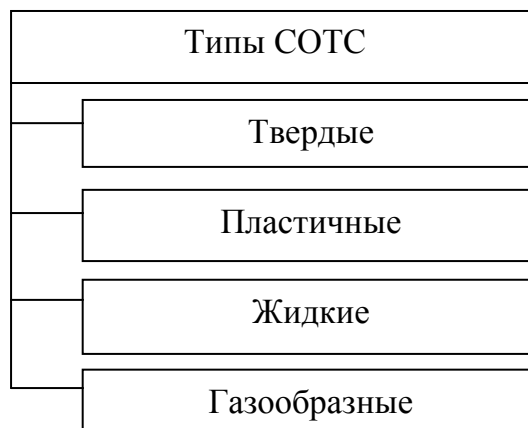 Типы СОТС
Твердые
Пластичные
Жидкие
Газообразные